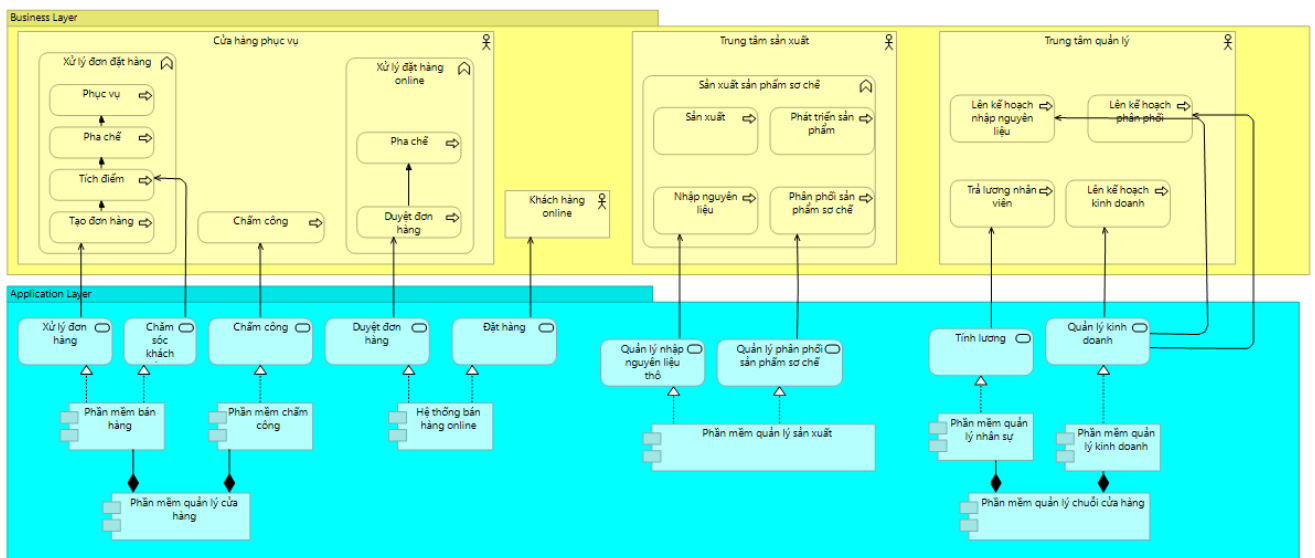 Business Layer
Cửa hàng phục vụ
Xử lý đơn đặt hàng
Phục vụ
Pha chế
Tích điểm
Tạo đơn hàng
Chấm công
Xử lý đặt hàng
online
Pha chế
Duyệt đơn
hàng
Khách hàng
online
Trung tâm sản xuất
Sản xuất sản phẩm sơ chế
Sản xuất
Phát triển sản
phẩm
Nhập nguyên
liệu
Phân phối sản
phẩm sơ chế
Trung tâm quản lý
Lên kế hoạch
nhập nguyên
liệu
Lên kế hoạch
phân phối
Trả lương nhân
viên
Lên kế hoạch
kinh doanh
Application Layer
Xử lý đơn
hàng
Chăm
sóc
khách
Chấm công
Duyệt đơn
hàng
Đặt hàng
Quản lý nhập
nguyên liệu
thô
Quản lý phân phối
sản phẩm sơ chế
Tính lương
Quản lý kinh
doanh
Phần mềm bán
hàng
Phần mềm chấm
công
Hệ thống bán
hàng online
Phần mềm quản lý sản xuất
Phần mềm quản
lý nhân sự
Phần mềm quản
lý kinh doanh
Phần mềm quản lý cửa
hàng
Phần mềm quản lý chuỗi cửa hàng